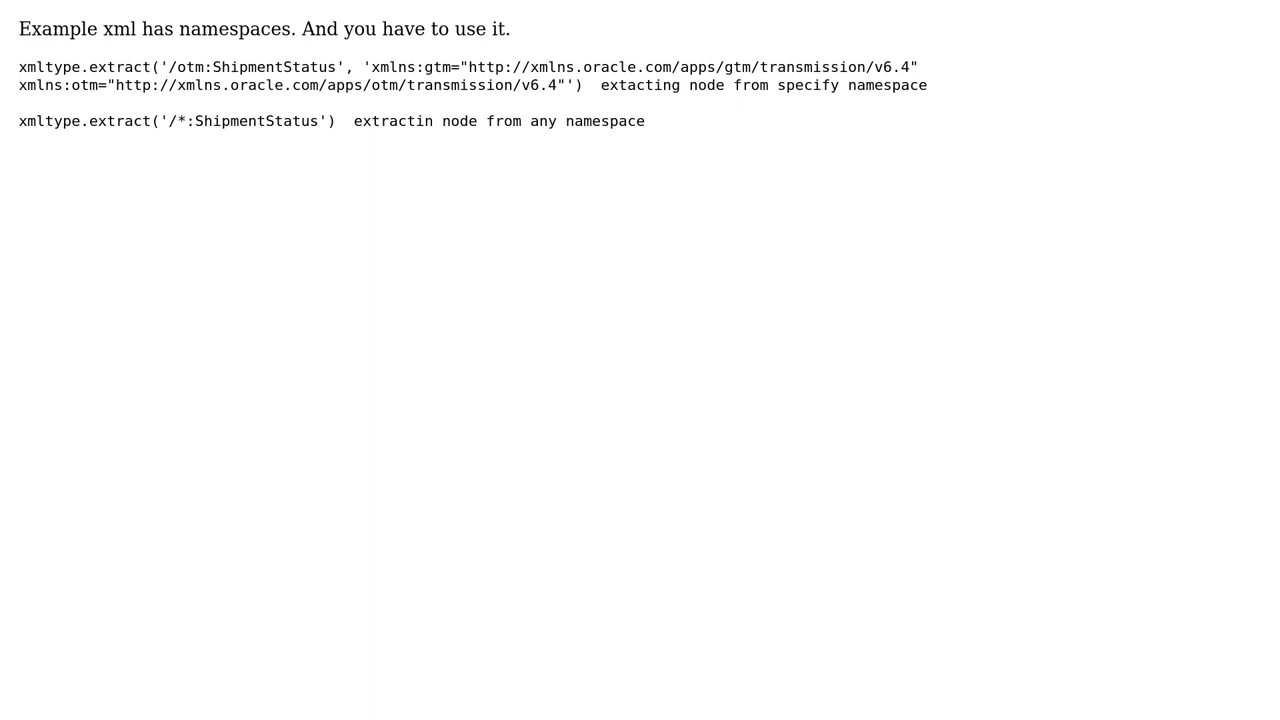 Example xml has namespaces. And you have to use it.
xmltype.extract('/otm:ShipmentStatus', 'xmlns:gtm="http://xmlns.oracle.com/apps/gtm/transmission/v6.4"
xmlns:otm="http://xmlns.oracle.com/apps/otm/transmission/v6.4"')  extacting node from specify namespace
xmltype.extract('/*:ShipmentStatus')  extractin node from any namespace